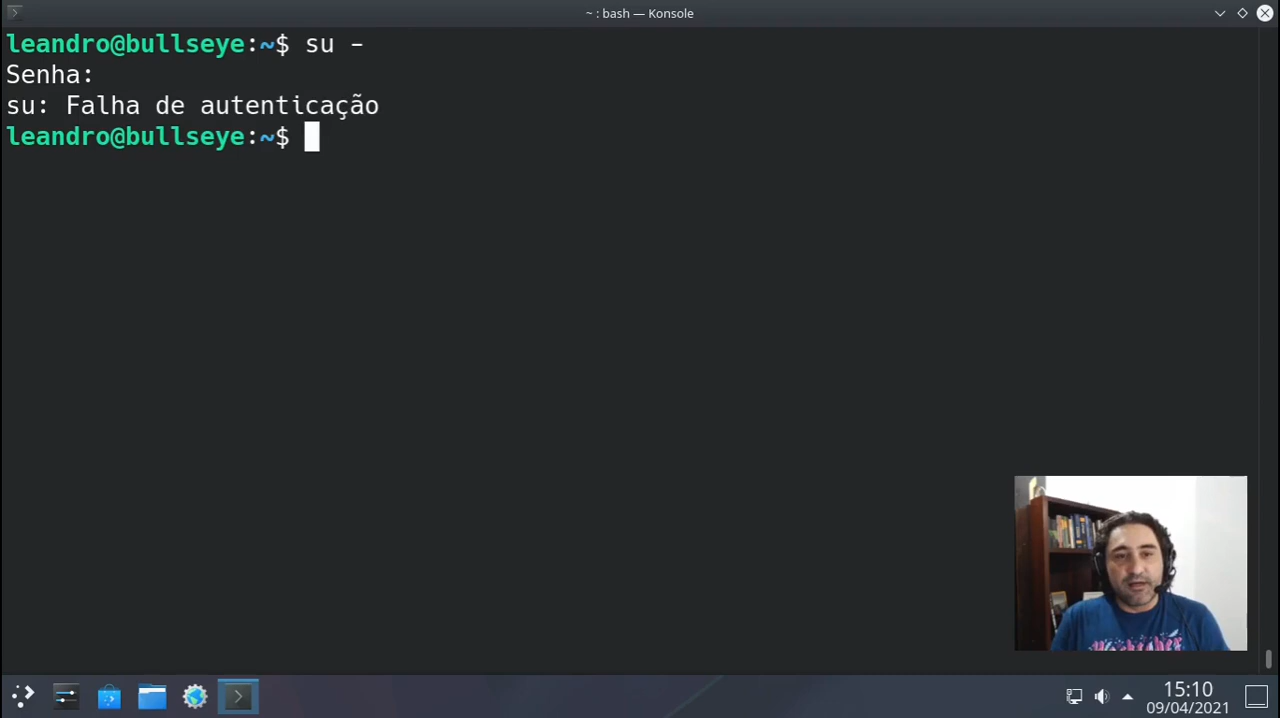 ~ : bash — Konsole
leandro@bullseye:~$ su -
Senha:
su: Falha de autenticação
leandro@bullseye:~$
15:10
09/04/2021